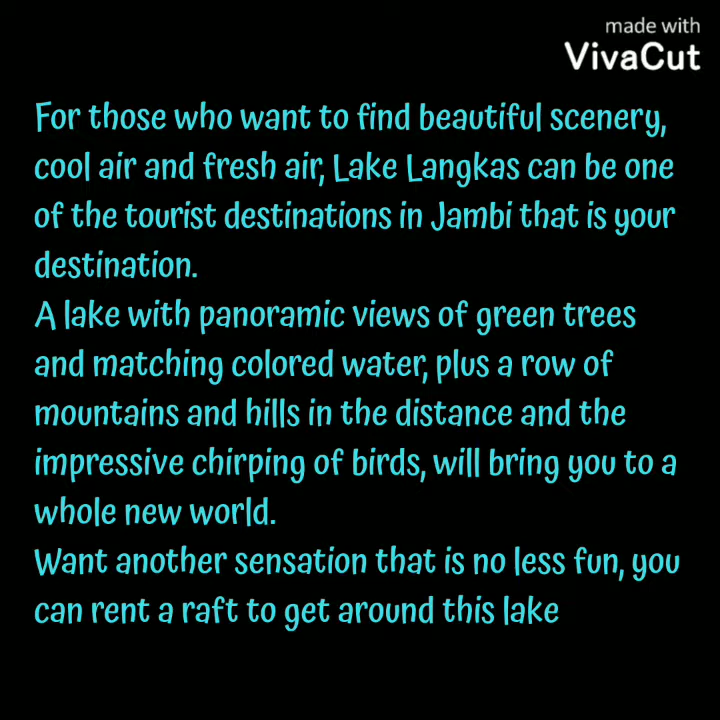 made with
VivaCut
For those who want to find beautiful scenery,
cool air and fresh air, Lake Langkas can be one
of the tourist destinations in Jambi that is your
destination.
A lake with panoramic views of green trees
and matching colored water, plus a row of
mountains and hills in the distance and the
impressive chirping of birds, will bring you to a
whole new world.
Want another sensation that is no less fun, you
can rent a raft to get around this lake